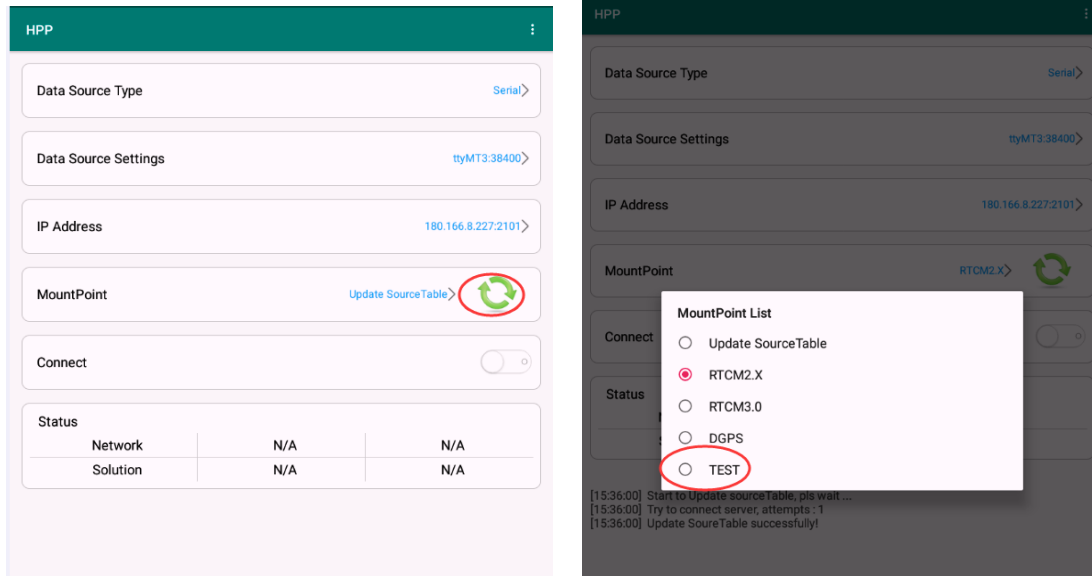 HPP
Data Source Type Serial
Data Source Settings ttyMT3:38400
IP Address 180.166.8.227:2101
MountPoint Update SourceTable
Connect
Status
Network N/A N/A
Solution N/A N/A
HPP
Data Source Type Serial
Data Source Settings ttyMT3:38400
IP Address 180.166.8.227:2101
MountPoint RTCM2.X
Connect
Status
MountPoint List
Update SourceTable
RTCM2.X
RTCM3.0
DGPS
TEST
[15:36:00] Start to Update sourceTable, pls wait ...
[15:36:00] Try to connect server, attempts : 1
[15:36:00] Update SoureTable successfully!